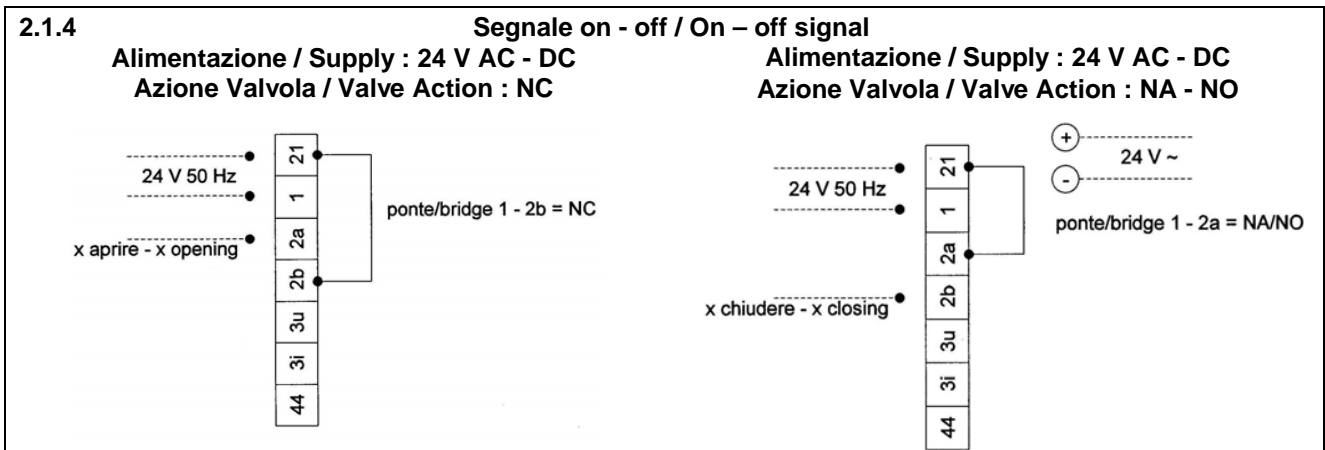 2.1.4 Segnale on - off / On – off signal
Alimentazione / Supply : 24 V AC - DC
Azione Valvola / Valve Action : NC
24 V 50 Hz
x aprire - x opening
21
1
2a
2b
3u
3i
44
ponte/bridge 1 - 2b = NC
Alimentazione / Supply : 24 V AC - DC
Azione Valvola / Valve Action : NA - NO
24 V 50 Hz
x chiudere - x closing
21
1
2a
2b
3u
3i
44
+
24 V ~
-
ponte/bridge 1 - 2a = NA/NO